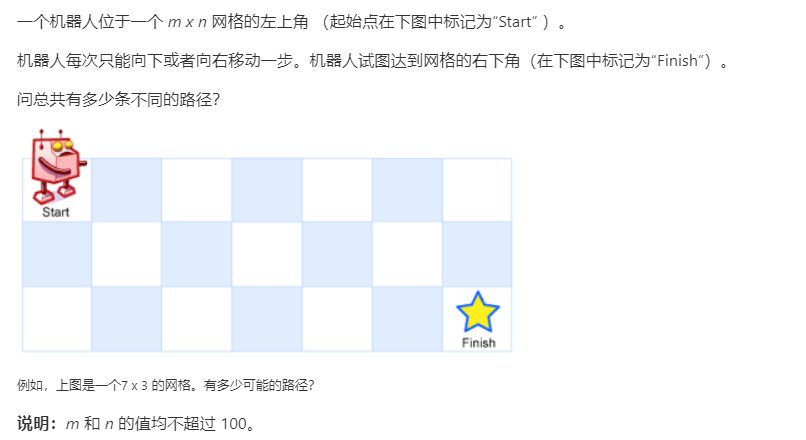 一个机器人位于一个 m x n 网格的左上角 （起始点在下图中标记为“Start” ）。
机器人每次只能向下或者向右移动一步。机器人试图达到网格的右下角（在下图中标记为“Finish”）。
问总共有多少条不同的路径？
Start
Finish
例如，上图是一个7 x 3 的网格。有多少可能的路径？
说明：m 和 n 的值均不超过 100。